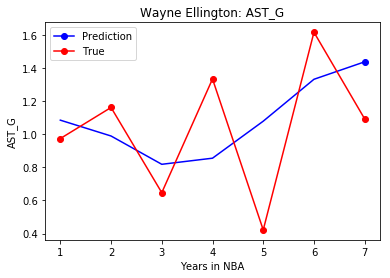 Wayne Ellington: AST_G
Prediction
True
1.6
1.4
1.2
1.0
0.8
0.6
0.4
AST_G
1 2 3 4 5 6 7
Years in NBA